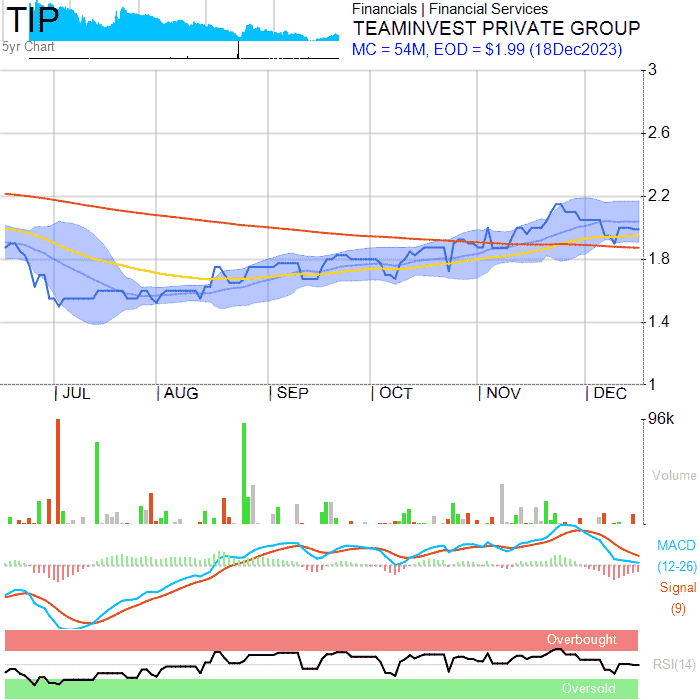 TIP
5yr Chart
Financials | Financial Services
TEAMINVEST PRIVATE GROUP
MC = 54M, EOD = $1.99 (18Dec2023)
3
2.6
2.2
1.8
1.4
1
JUL AUG SEP OCT NOV DEC
96k
Volume
MACD
(12-26)
Signal
(9)
Overbought
RSI(14)
Oversold